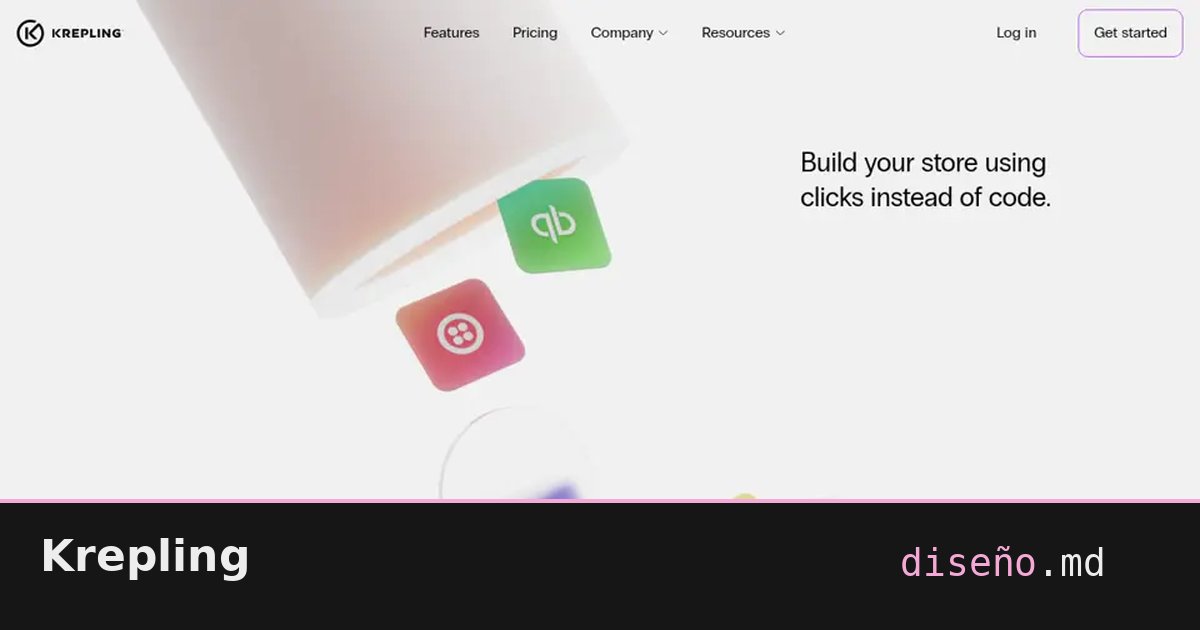 KREPLING
Features
Pricing
Company
Resources
Log in
Get started
Build your store using
clicks instead of code.
qb
Krepling
diseño.md